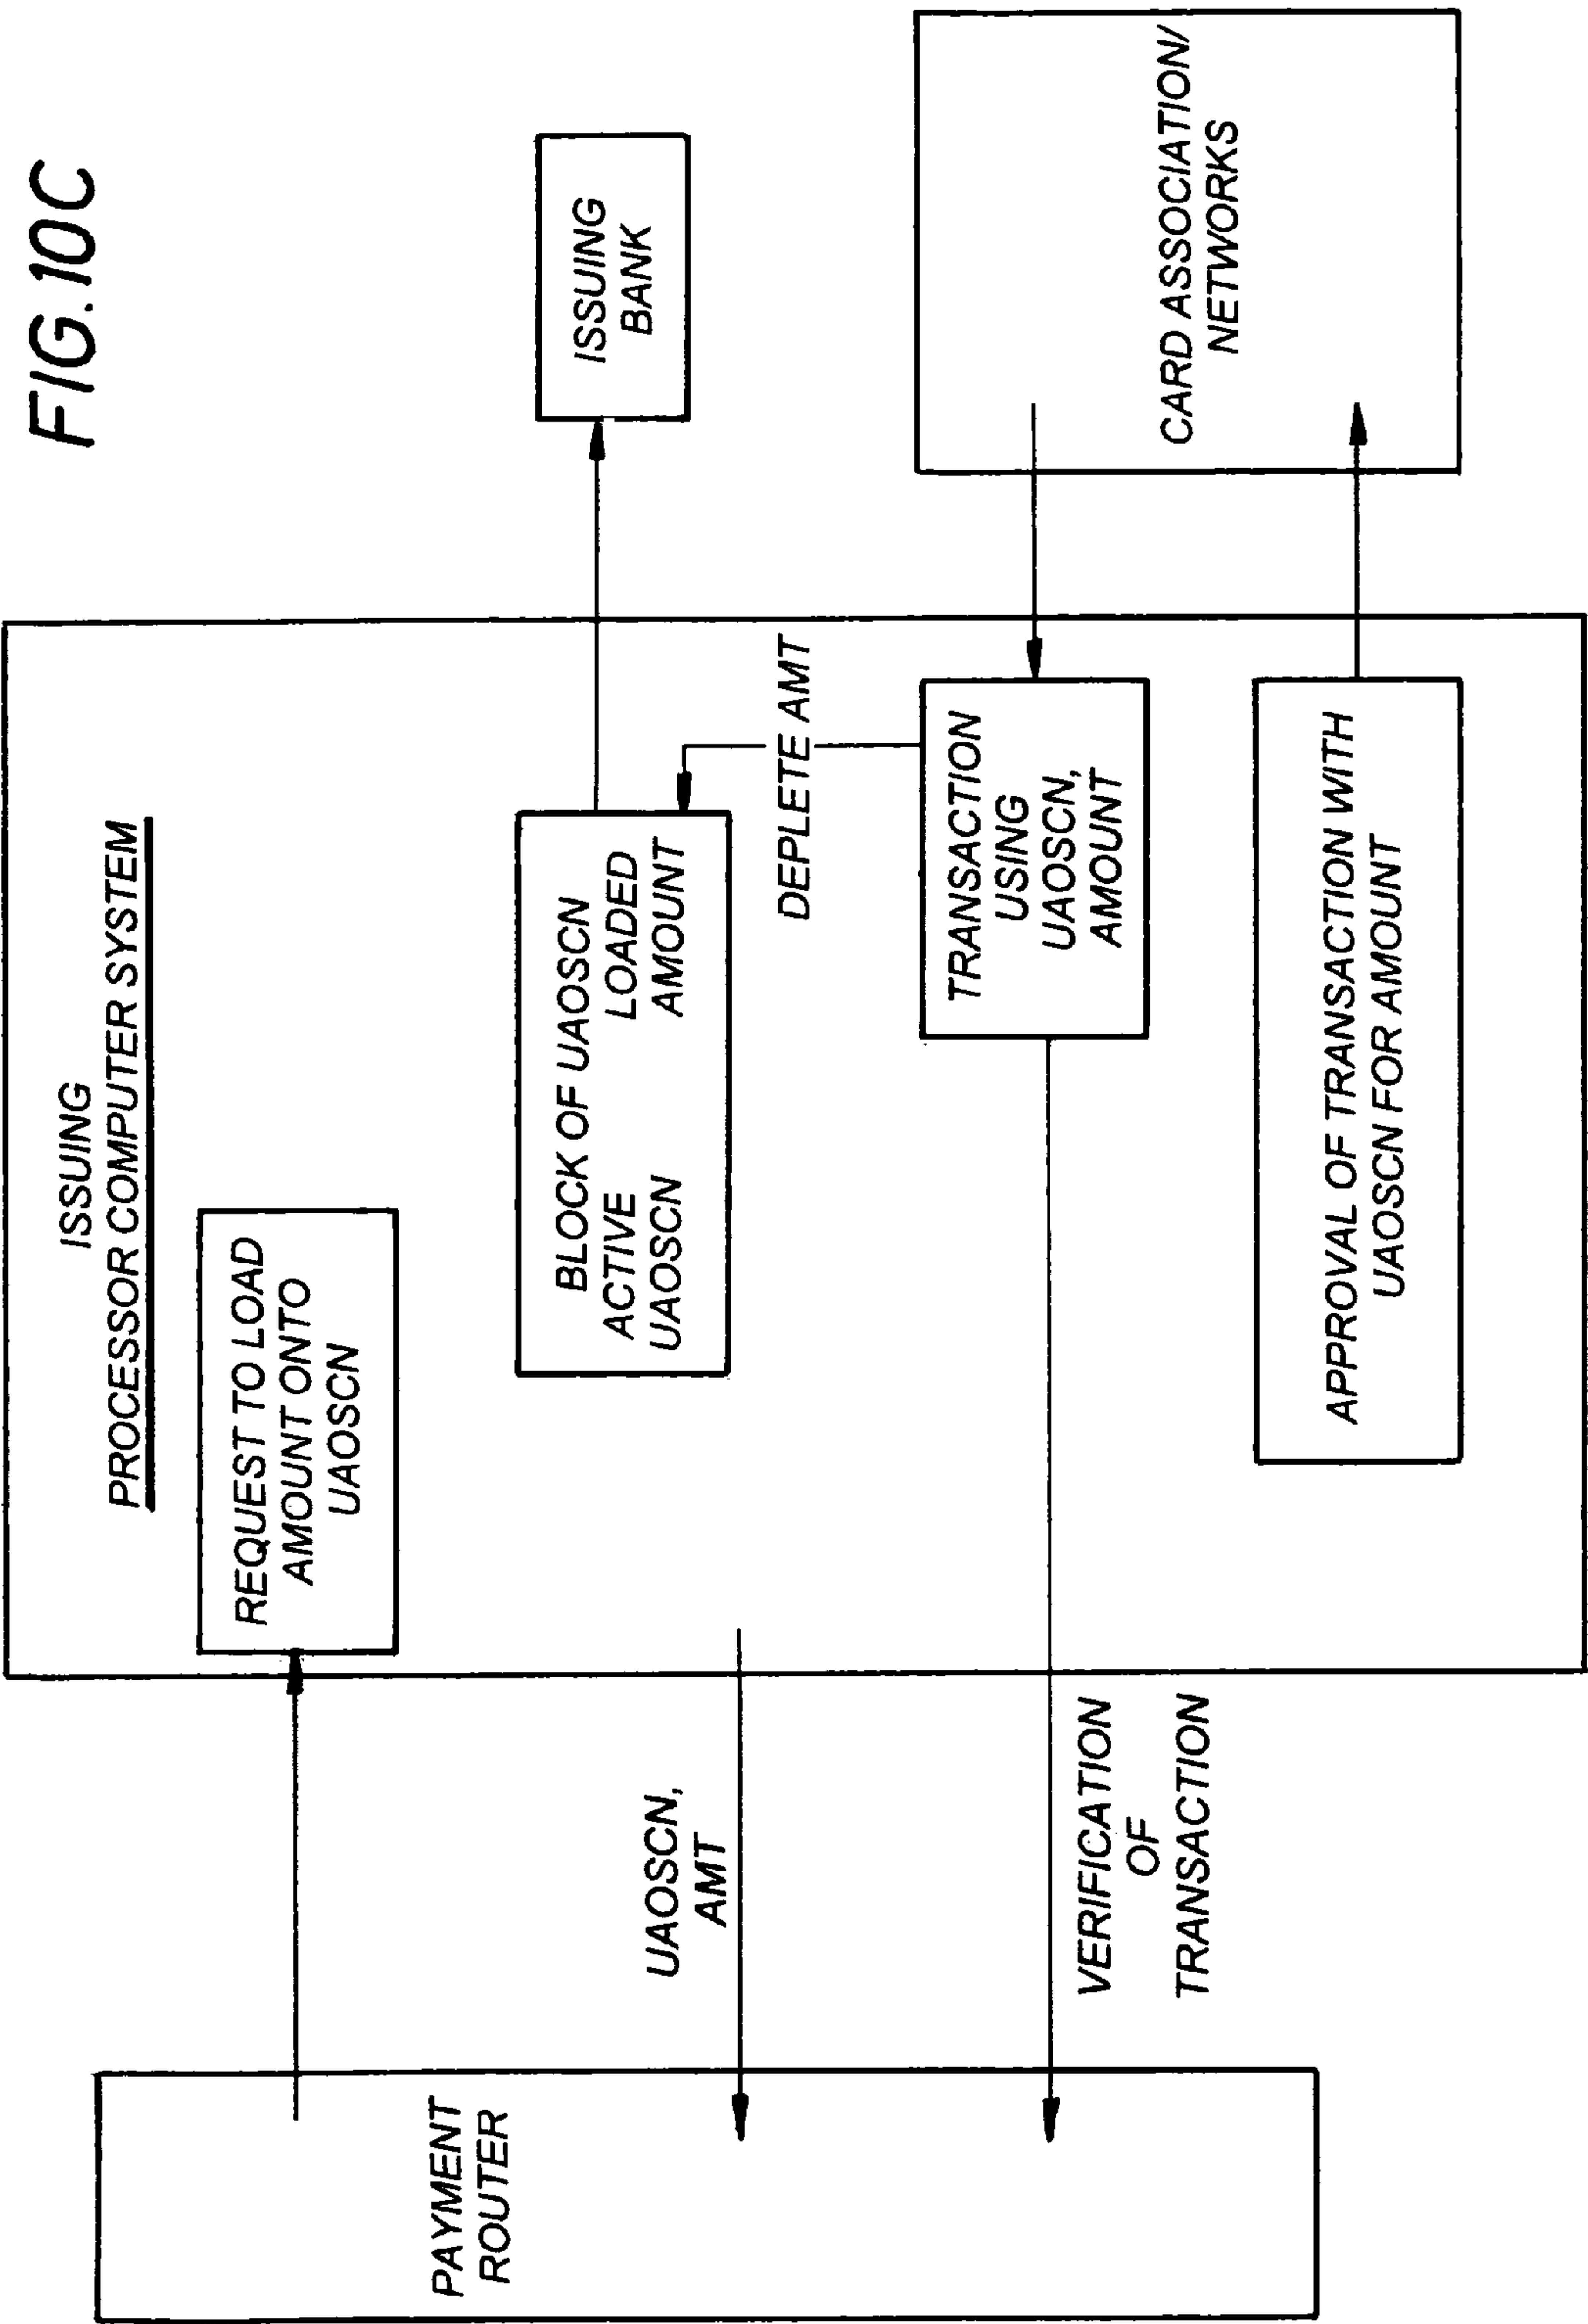 FIG.10C
ISSUING
PROCESSOR COMPUTER SYSTEM
PAYMENT
ROUTER
REQUEST TO LOAD
AMOUNT ONTO
UAOSCN
BLOCK OF UAOSCN
ACTIVE LOADED
UAOSCN AMOUNT
ISSUING
BANK
UAOSCN,
AMT
DEPLETE AMT
TRANSACTION
USING
UAOSCN,
AMOUNT
VERIFICATION
OF
TRANSACTION
CARD ASSOCIATION/
NETWORKS
APPROVAL OF TRANSACTION WITH
UAOSCN FOR AMOUNT